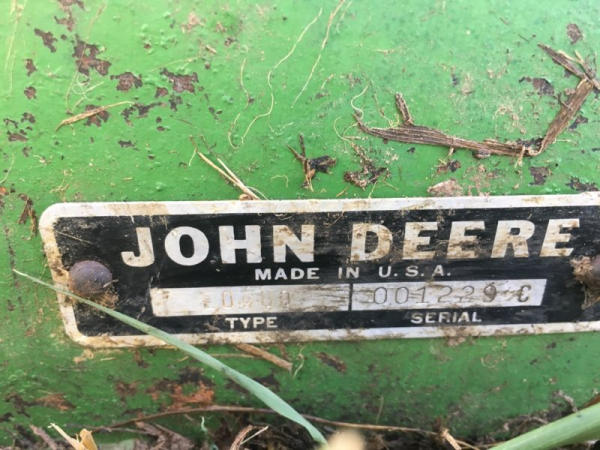 JOHN DEERE
MADE IN U.S.A.
001229 C
TYPE SERIAL